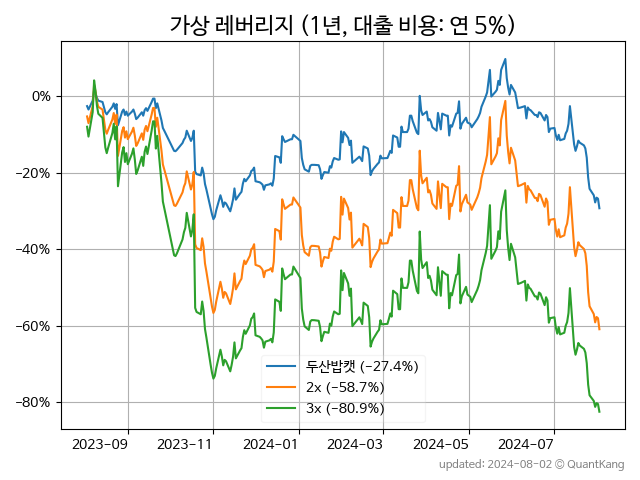 가상 레버리지 (1년, 대출 비용: 연 5%)
0%
−20%
−40%
−60%
−80%
두산밥캣 (−27.4%)
2x (−58.7%)
3x (−80.9%)
2023-09 2023-11 2024-01 2024-03 2024-05 2024-07
updated: 2024-08-02 © QuantKang